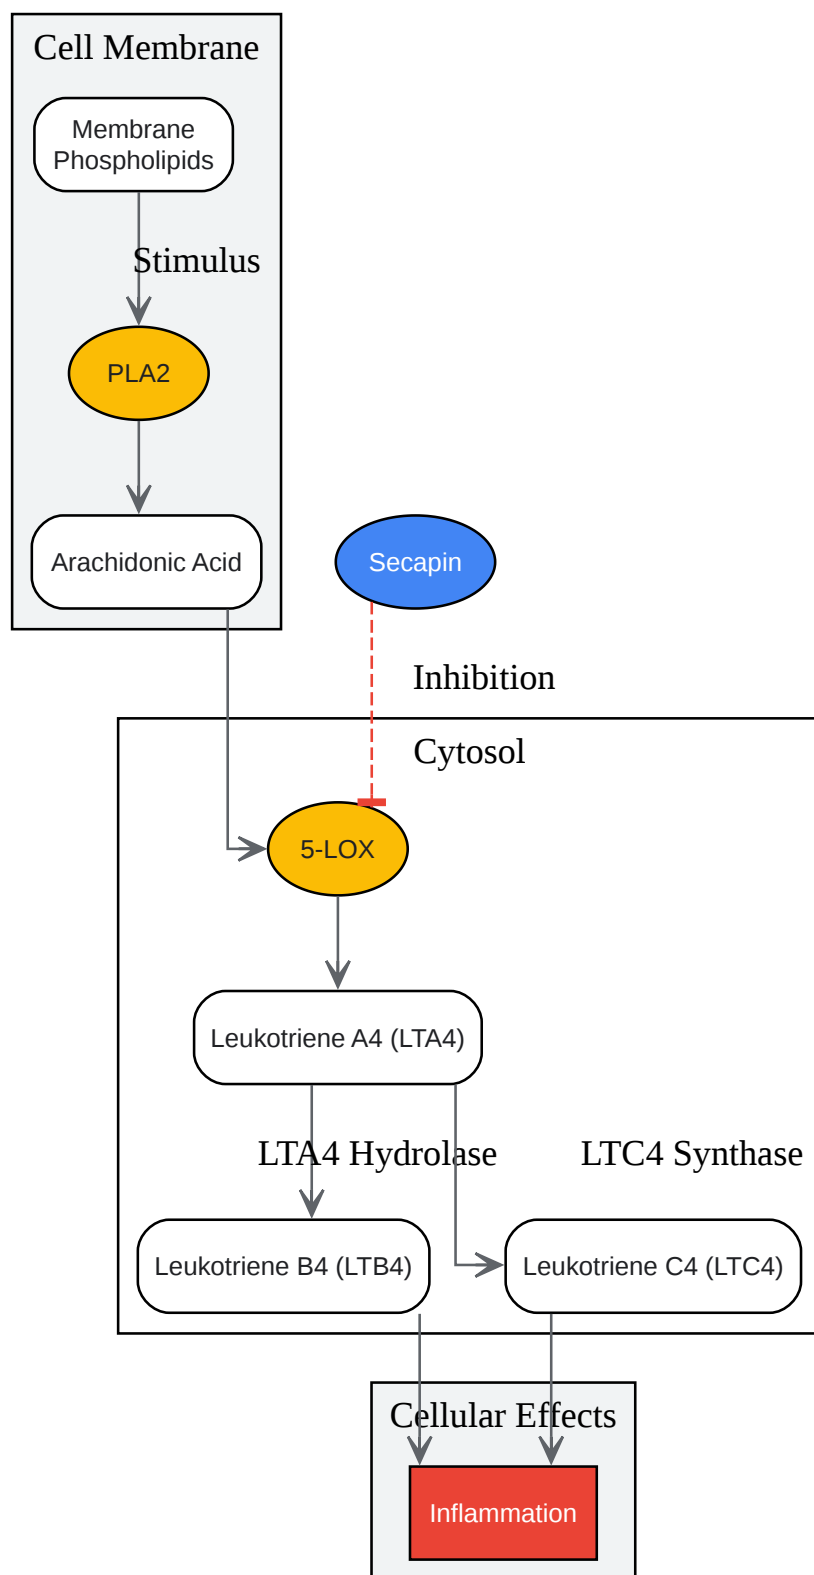 Cell Membrane
Membrane
Phospholipids
Stimulus
PLA2
Arachidonic Acid
Secapin
Inhibition
Cytosol
5-LOX
Leukotriene A4 (LTA4)
LTA4 Hydrolase
LTC4 Synthase
Leukotriene B4 (LTB4)
Leukotriene C4 (LTC4)
Cellular Effects
Inflammation